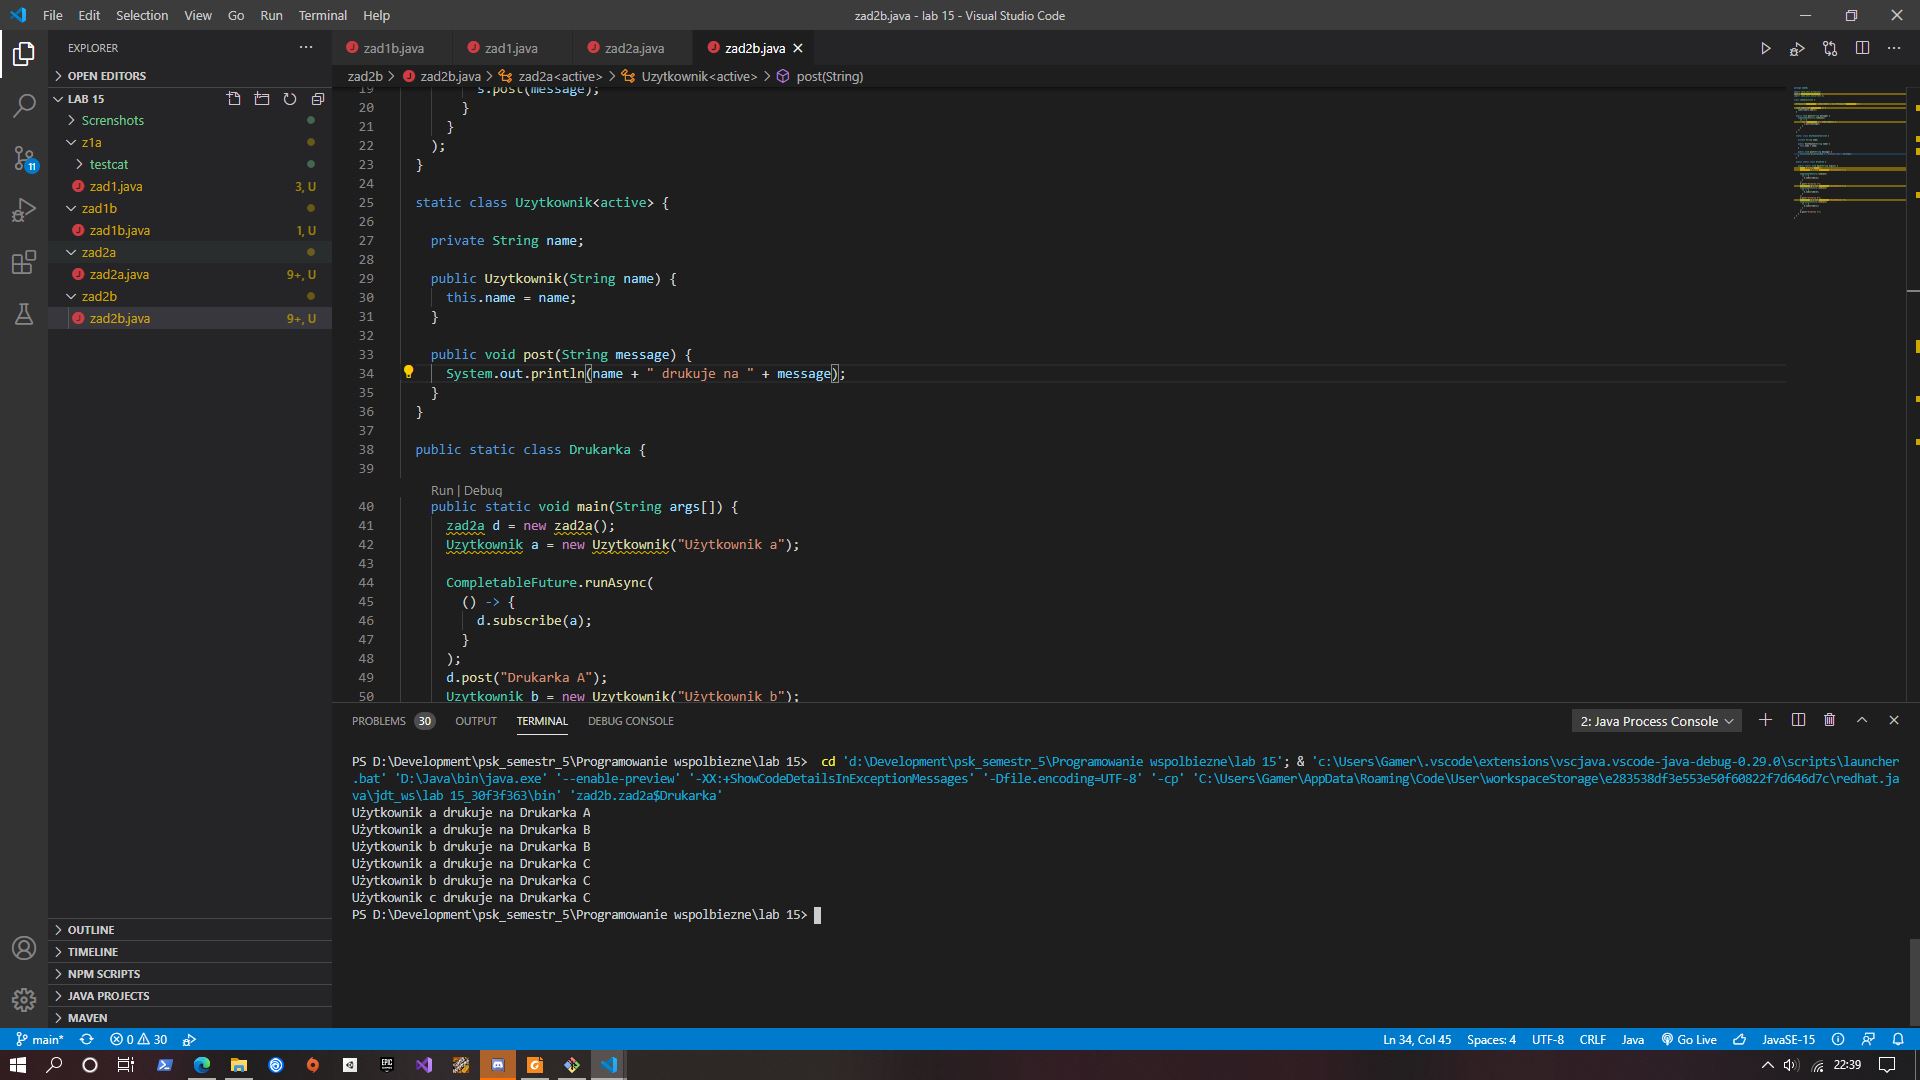 File Edit Selection View Go Run Terminal Help
zad2b.java - lab 15 - Visual Studio Code
EXPLORER
zad1b.java
zad1.java
zad2a.java
zad2b.java
OPEN EDITORS
zad2b > zad2b.java > zad2a<active> > Uzytkownik<active> > post(String)
LAB 15
Screnshots
z1a
testcat
zad1.java 3, U
zad1b
zad1b.java 1, U
zad2a
zad2a.java 9+, U
zad2b
zad2b.java 9+, U
11
19 s.post(message);
20 }
21 }
22 );
23 }
24
25 static class Uzytkownik<active> {
26
27 private String name;
28
29 public Uzytkownik(String name) {
30 this.name = name;
31 }
32
33 public void post(String message) {
34 System.out.println(name + " drukuje na " + message);
35 }
36 }
37
38 public static class Drukarka {
39
Run | Debug
40 public static void main(String args[]) {
41 zad2a d = new zad2a();
42 Uzytkownik a = new Uzytkownik("Użytkownik a");
43
44 CompletableFuture.runAsync(
45 () -> {
46 d.subscribe(a);
47 }
48 );
49 d.post("Drukarka A");
50 Uzytkownik b = new Uzytkownik("Użytkownik b");
PROBLEMS 30 OUTPUT TERMINAL DEBUG CONSOLE
2: Java Process Console
PS D:\Development\psk_semestr_5\Programowanie wspolbiezne\lab 15> cd 'd:\Development\psk_semestr_5\Programowanie wspolbiezne\lab 15'; & 'c:\Users\Gamer\.vscode\extensions\vscjava.vscode-java-debug-0.29.0\scripts\launcher
.bat' 'D:\Java\bin\java.exe' '--enable-preview' '-XX:+ShowCodeDetailsInExceptionMessages' '-Dfile.encoding=UTF-8' '-cp' 'C:\Users\Gamer\AppData\Roaming\Code\User\workspaceStorage\e283538df3e553e50f60822f7d646d7c\redhat.ja
va\jdt_ws\lab 15_30f3f363\bin' 'zad2b.zad2a$Drukarka'
Użytkownik a drukuje na Drukarka A
Użytkownik a drukuje na Drukarka B
Użytkownik b drukuje na Drukarka B
Użytkownik a drukuje na Drukarka C
Użytkownik b drukuje na Drukarka C
Użytkownik c drukuje na Drukarka C
PS D:\Development\psk_semestr_5\Programowanie wspolbiezne\lab 15>
OUTLINE
TIMELINE
NPM SCRIPTS
JAVA PROJECTS
MAVEN
main* 0 30
Ln 34, Col 45 Spaces: 4 UTF-8 CRLF Java Go Live JavaSE-15
22:39